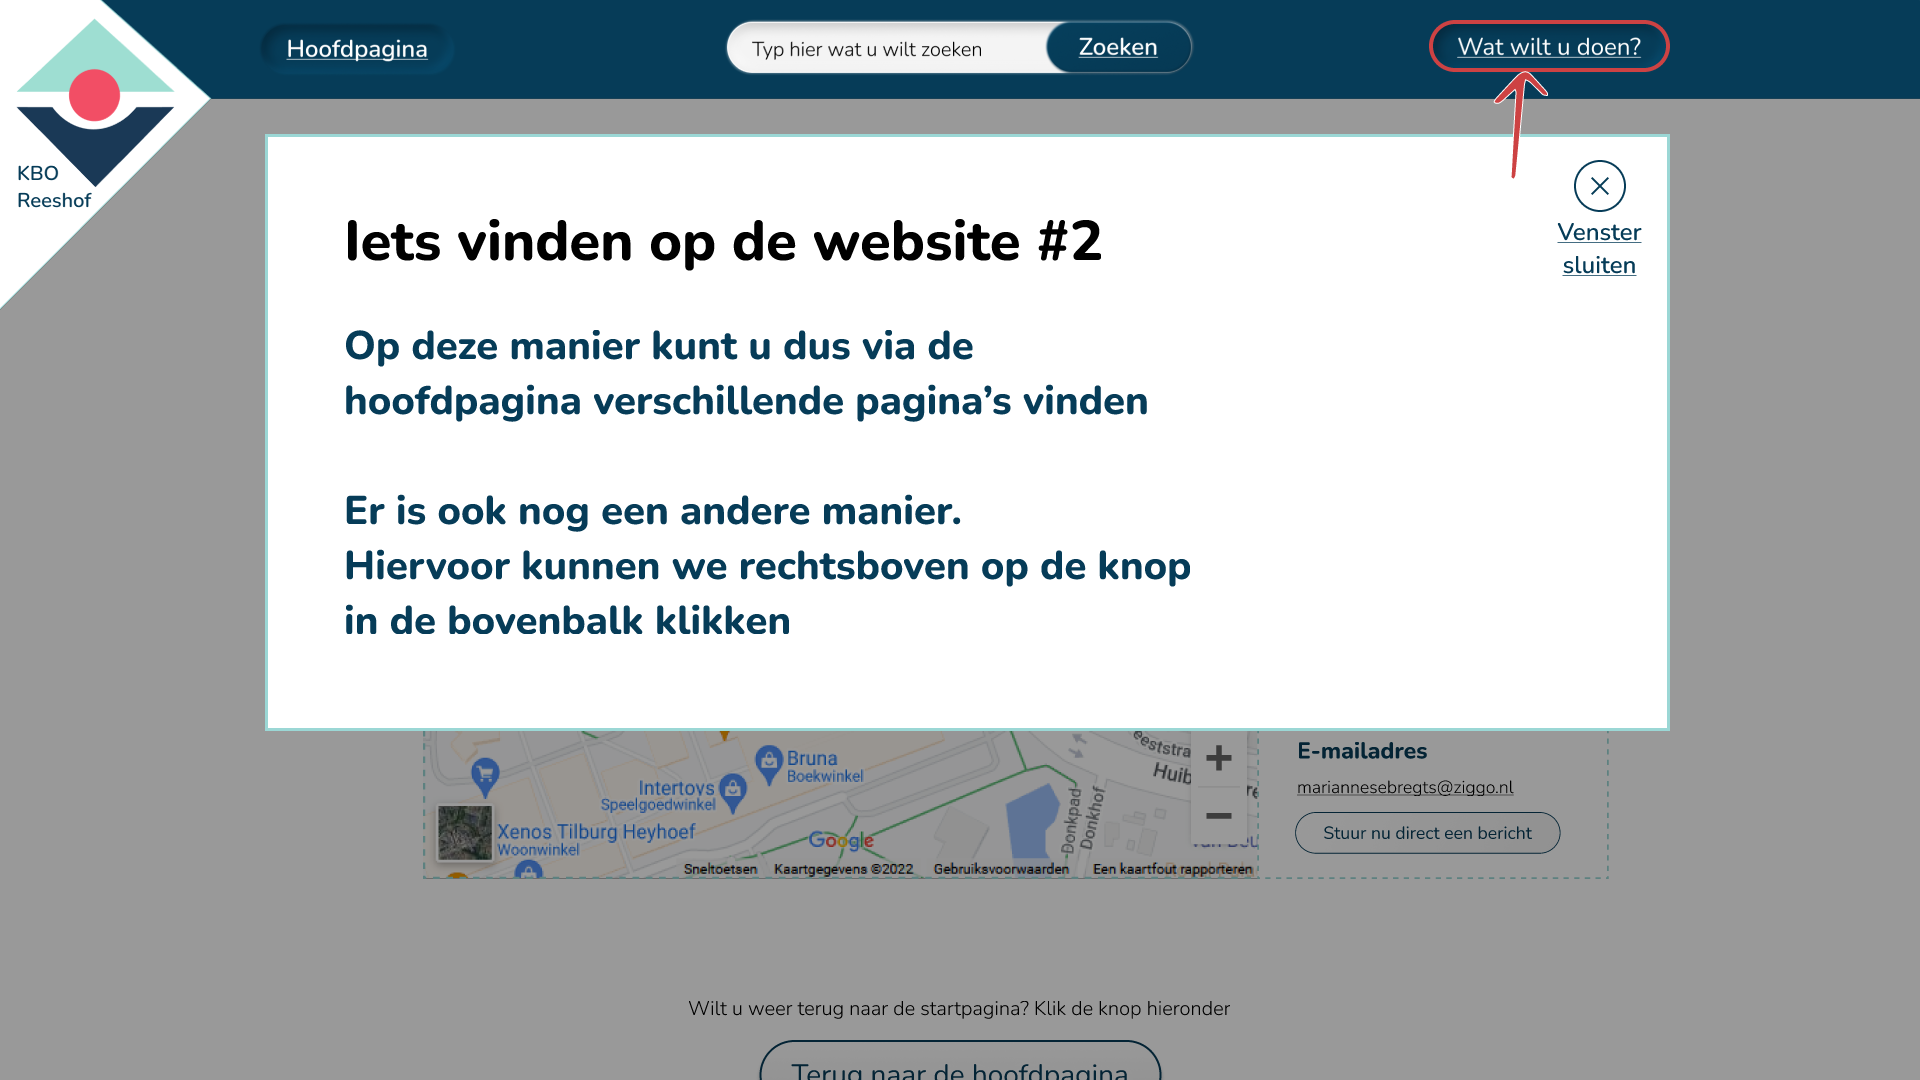 Hoofdpagina
Typ hier wat u wilt zoeken
Zoeken
Wat wilt u doen?
KBO
Reeshof
Venster
sluiten
Iets vinden op de website #2
Op deze manier kunt u dus via de
hoofdpagina verschillende pagina’s vinden
Er is ook nog een andere manier.
Hiervoor kunnen we rechtsboven op de knop
in de bovenbalk klikken
Bruna
Boekwinkel
Intertoys
Speelgoedwinkel
Xenos Tilburg Heyhoef
Woonwinkel
Huib
Donkpad
Donkhof
Google
Sneltoetsen
Kaartgegevens ©2022
Gebruiksvoorwaarden
Een kaartfout rapporteren
E-mailadres
mariannesebregts@ziggo.nl
Stuur nu direct een bericht
Wilt u weer terug naar de startpagina? Klik de knop hieronder
Terug naar de hoofdpagina